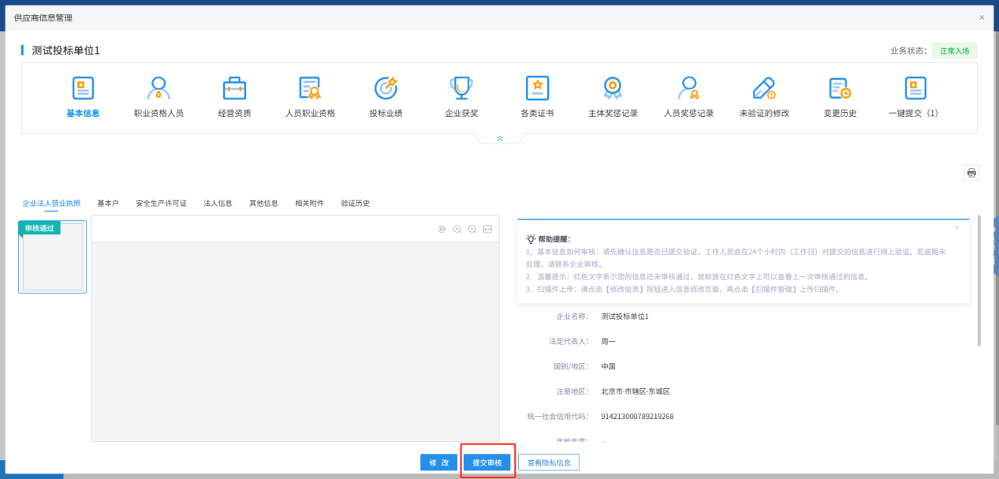 供应商信息管理
×
测试投标单位1
业务状态：
正常入场
基本信息
职业资格人员
经营资质
人员职业资格
投标业绩
企业获奖
各类证书
主体奖惩记录
人员奖惩记录
未验证的修改
变更历史
一键提交（1）
企业法人营业执照
基本户
安全生产许可证
法人信息
其他信息
相关附件
验证历史
审核通过
帮助提醒：
1、基本信息如何审核：请先确认信息是否已提交验证，工作人员会在24个小时内（工作日）对提交的信息进行网上验证。若逾期未
处理，请联系企业审核。
2、温馨提示：红色文字表示您的信息还未审核通过，鼠标放在红色文字上可以查看上一次审核通过的信息。
3、扫描件上传：请点击【修改信息】按钮进入信息修改页面，再点击【扫描件管理】上传扫描件。
企业名称： 测试投标单位1
法定代表人： 周一
国别/地区： 中国
注册地区： 北京市·市辖区·东城区
统一社会信用代码： 914213000789219268
年检年度： --
修 改
提交审核
查看隐私信息